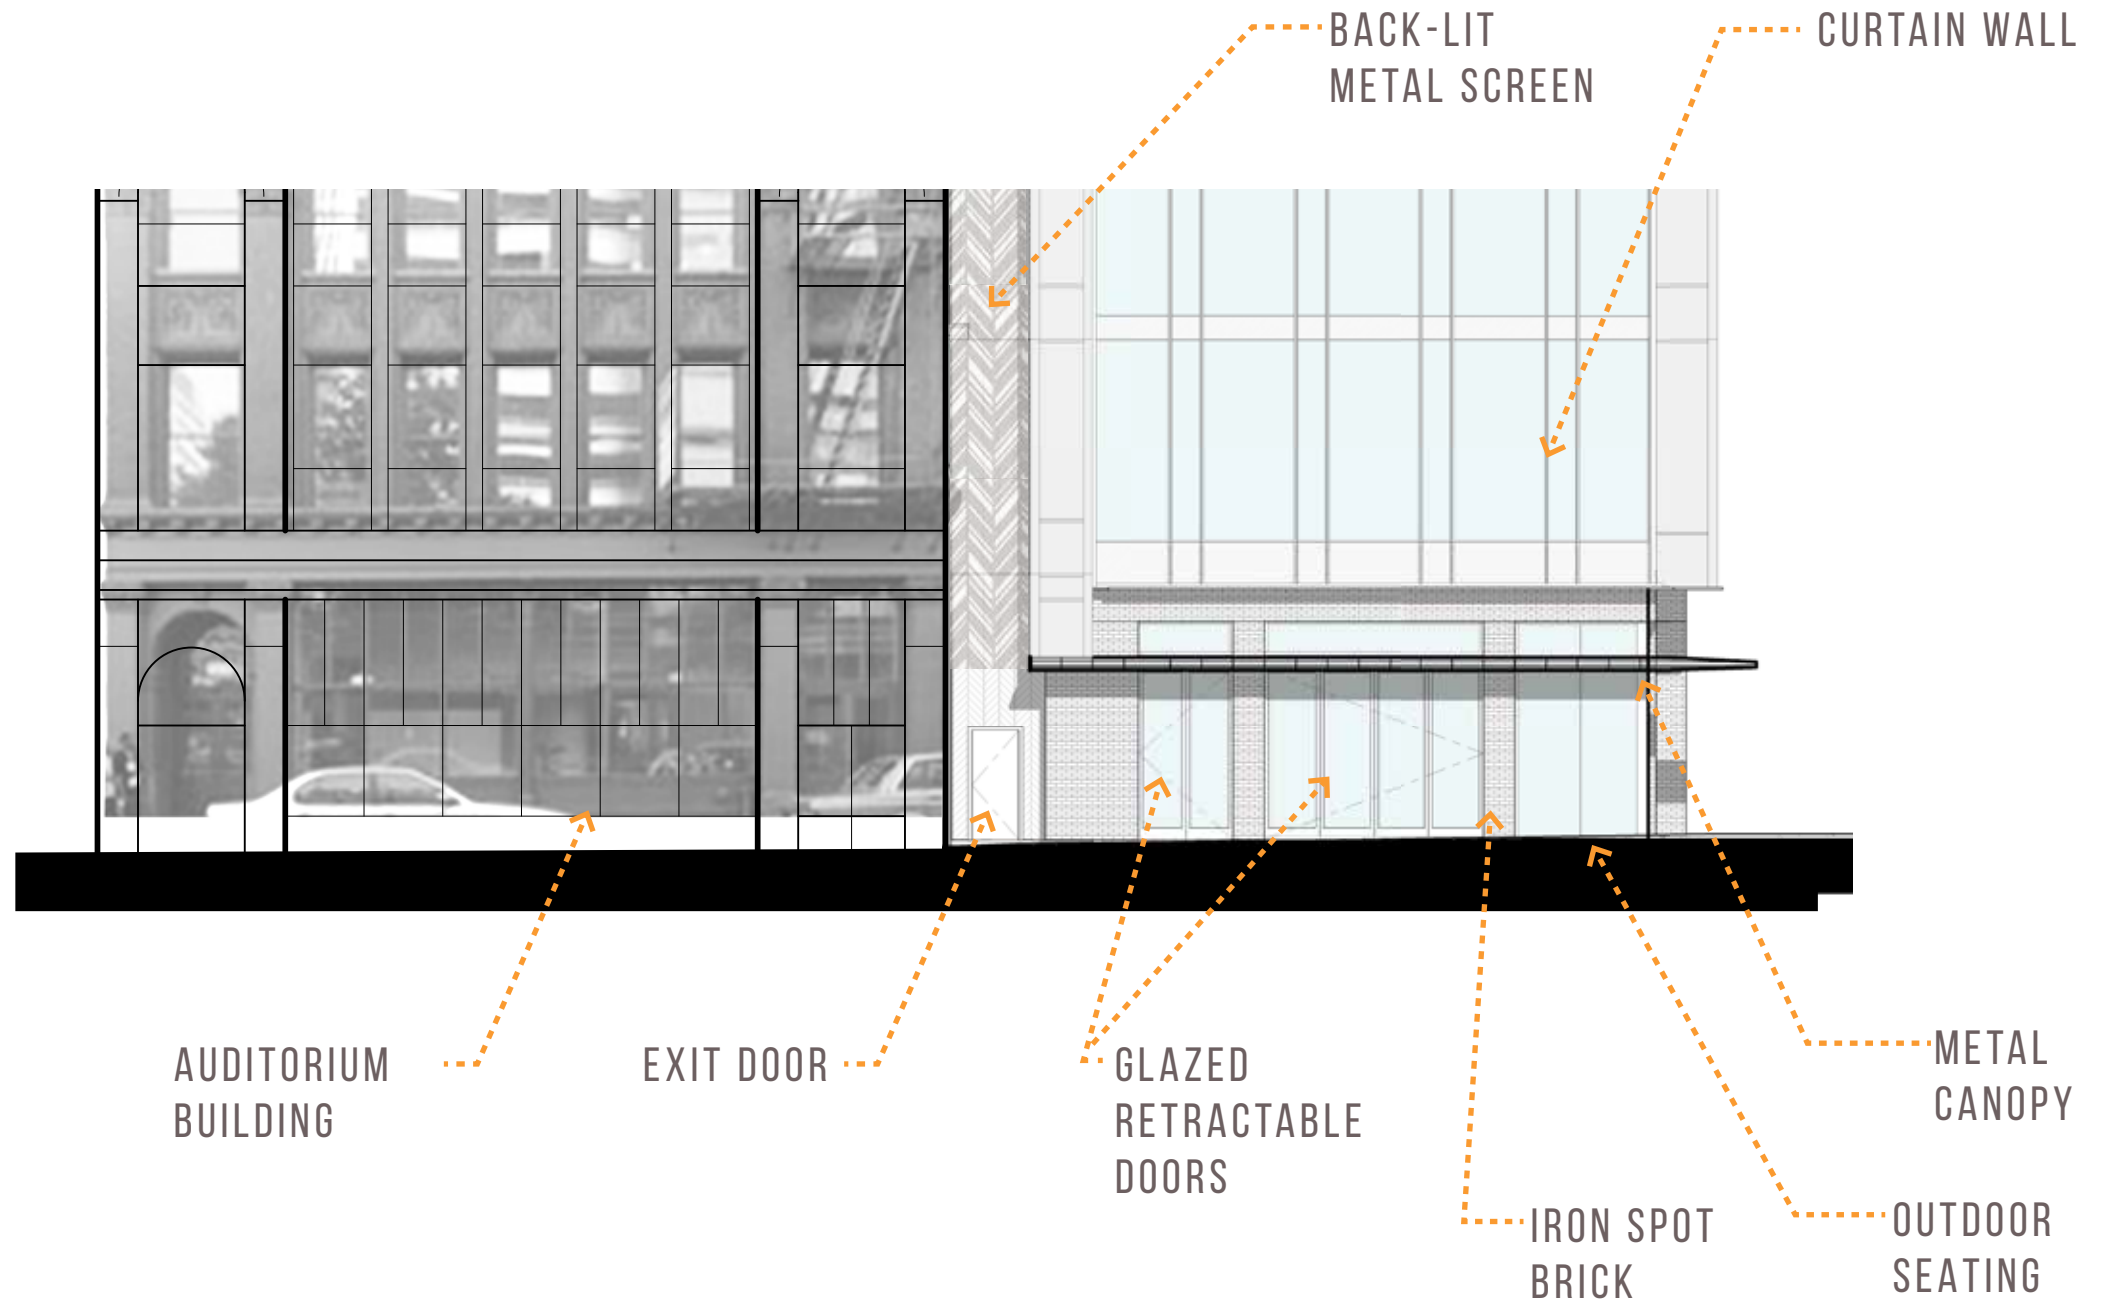 BACK-LIT
METAL SCREEN
CURTAIN WALL
AUDITORIUM
BUILDING
EXIT DOOR
GLAZED
RETRACTABLE
DOORS
IRON SPOT
BRICK
METAL
CANOPY
OUTDOOR
SEATING